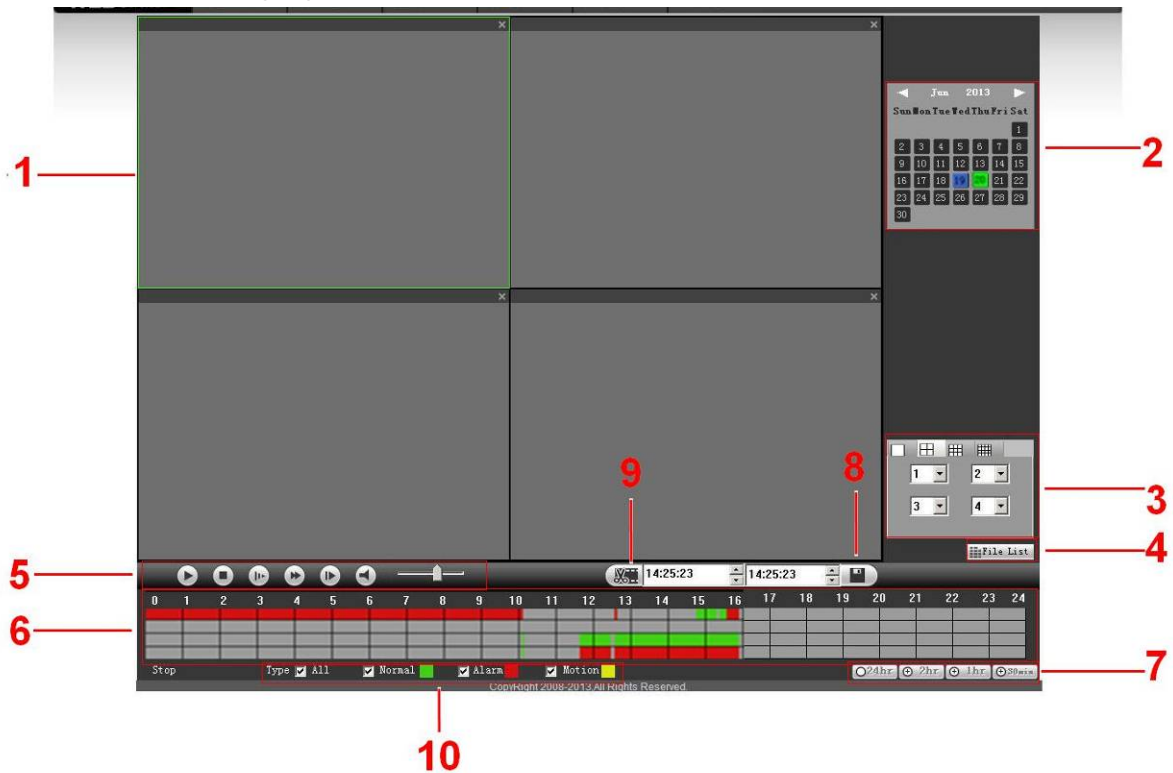 Jun 2013
Sun Mon Tue Wed Thu Fri Sat
1
2 3 4 5 6 7 8
9 10 11 12 13 14 15
16 17 18 19 20 21 22
23 24 25 26 27 28 29
30
1
2
1 2
3 4
3
File List
4
9
8
5
14:25:23 14:25:23
0 1 2 3 4 5 6 7 8 9 10 11 12 13 14 15 16 17 18 19 20 21 22 23 24
6
Stop Type All Normal Alarm Motion 24hr 2hr 1hr 30min
7
CopyRight 2008-2013,All Rights Reserved.
10